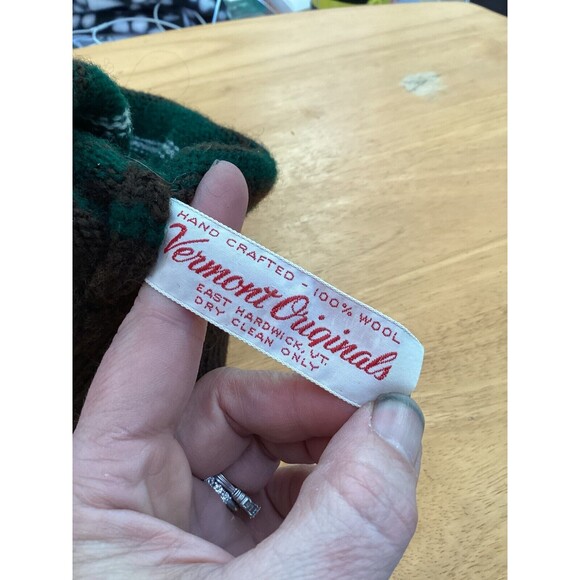 HAND CRAFTED - 100% WOOL
Vermont Originals
EAST HARDWICK, VT.
DRY CLEAN ONLY